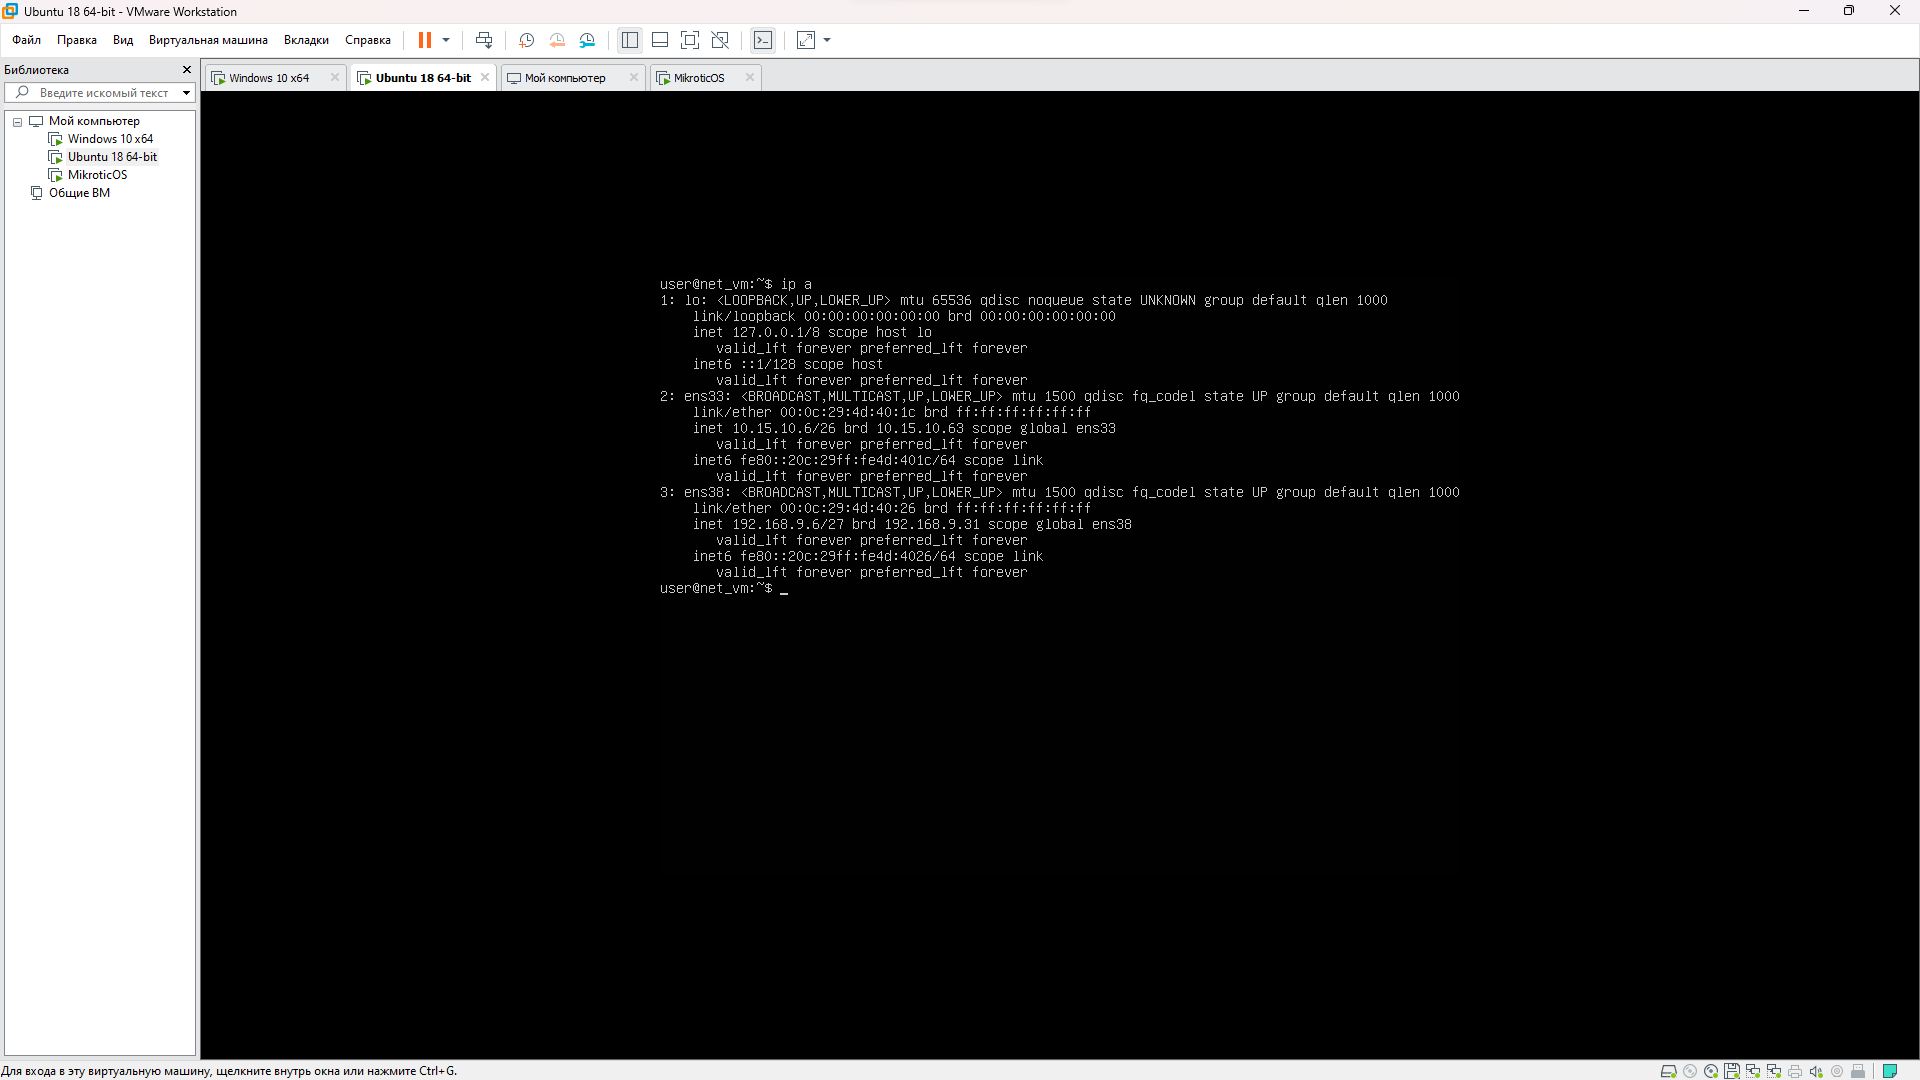 Ubuntu 18 64-bit - VMware Workstation
Файл Правка Вид Виртуальная машина Вкладки Справка
Библиотека
Введите искомый текст
Мой компьютер
Windows 10 x64
Ubuntu 18 64-bit
MikroticOS
Общие ВМ
Windows 10 x64 Ubuntu 18 64-bit Мой компьютер MikroticOS
user@net_vm:~$ ip a
1: lo: <LOOPBACK,UP,LOWER_UP> mtu 65536 qdisc noqueue state UNKNOWN group default qlen 1000
link/loopback 00:00:00:00:00:00 brd 00:00:00:00:00:00
inet 127.0.0.1/8 scope host lo
valid_lft forever preferred_lft forever
inet6 ::1/128 scope host
valid_lft forever preferred_lft forever
2: ens33: <BROADCAST,MULTICAST,UP,LOWER_UP> mtu 1500 qdisc fq_codel state UP group default qlen 1000
link/ether 00:0c:29:4d:40:1c brd ff:ff:ff:ff:ff:ff
inet 10.15.10.6/26 brd 10.15.10.63 scope global ens33
valid_lft forever preferred_lft forever
inet6 fe80::20c:29ff:fe4d:401c/64 scope link
valid_lft forever preferred_lft forever
3: ens38: <BROADCAST,MULTICAST,UP,LOWER_UP> mtu 1500 qdisc fq_codel state UP group default qlen 1000
link/ether 00:0c:29:4d:40:26 brd ff:ff:ff:ff:ff:ff
inet 192.168.9.6/27 brd 192.168.9.31 scope global ens38
valid_lft forever preferred_lft forever
inet6 fe80::20c:29ff:fe4d:4026/64 scope link
valid_lft forever preferred_lft forever
user@net_vm:~$ _
Для входа в эту виртуальную машину, щелкните внутрь окна или нажмите Ctrl+G.